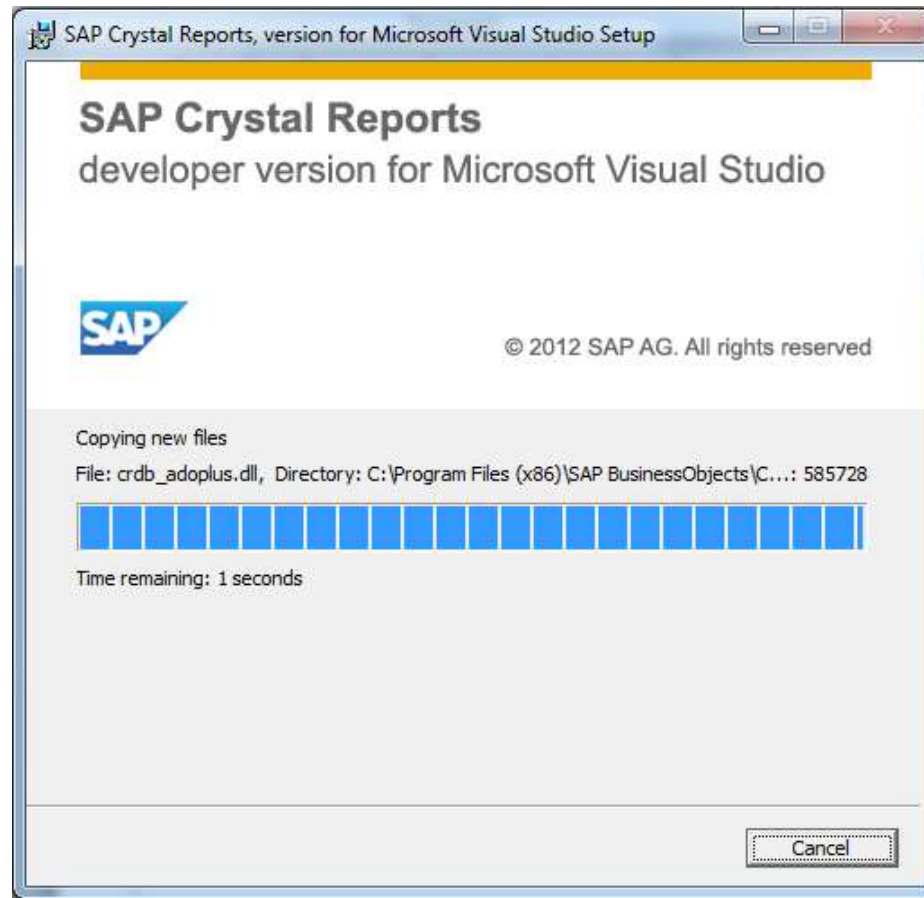 SAP Crystal Reports, version for Microsoft Visual Studio Setup
SAP Crystal Reports
developer version for Microsoft Visual Studio
SAP
© 2012 SAP AG. All rights reserved
Copying new files
File: crdb_adoplus.dll, Directory: C:\Program Files (x86)\SAP BusinessObjects\C...: 585728
Time remaining: 1 seconds
Cancel